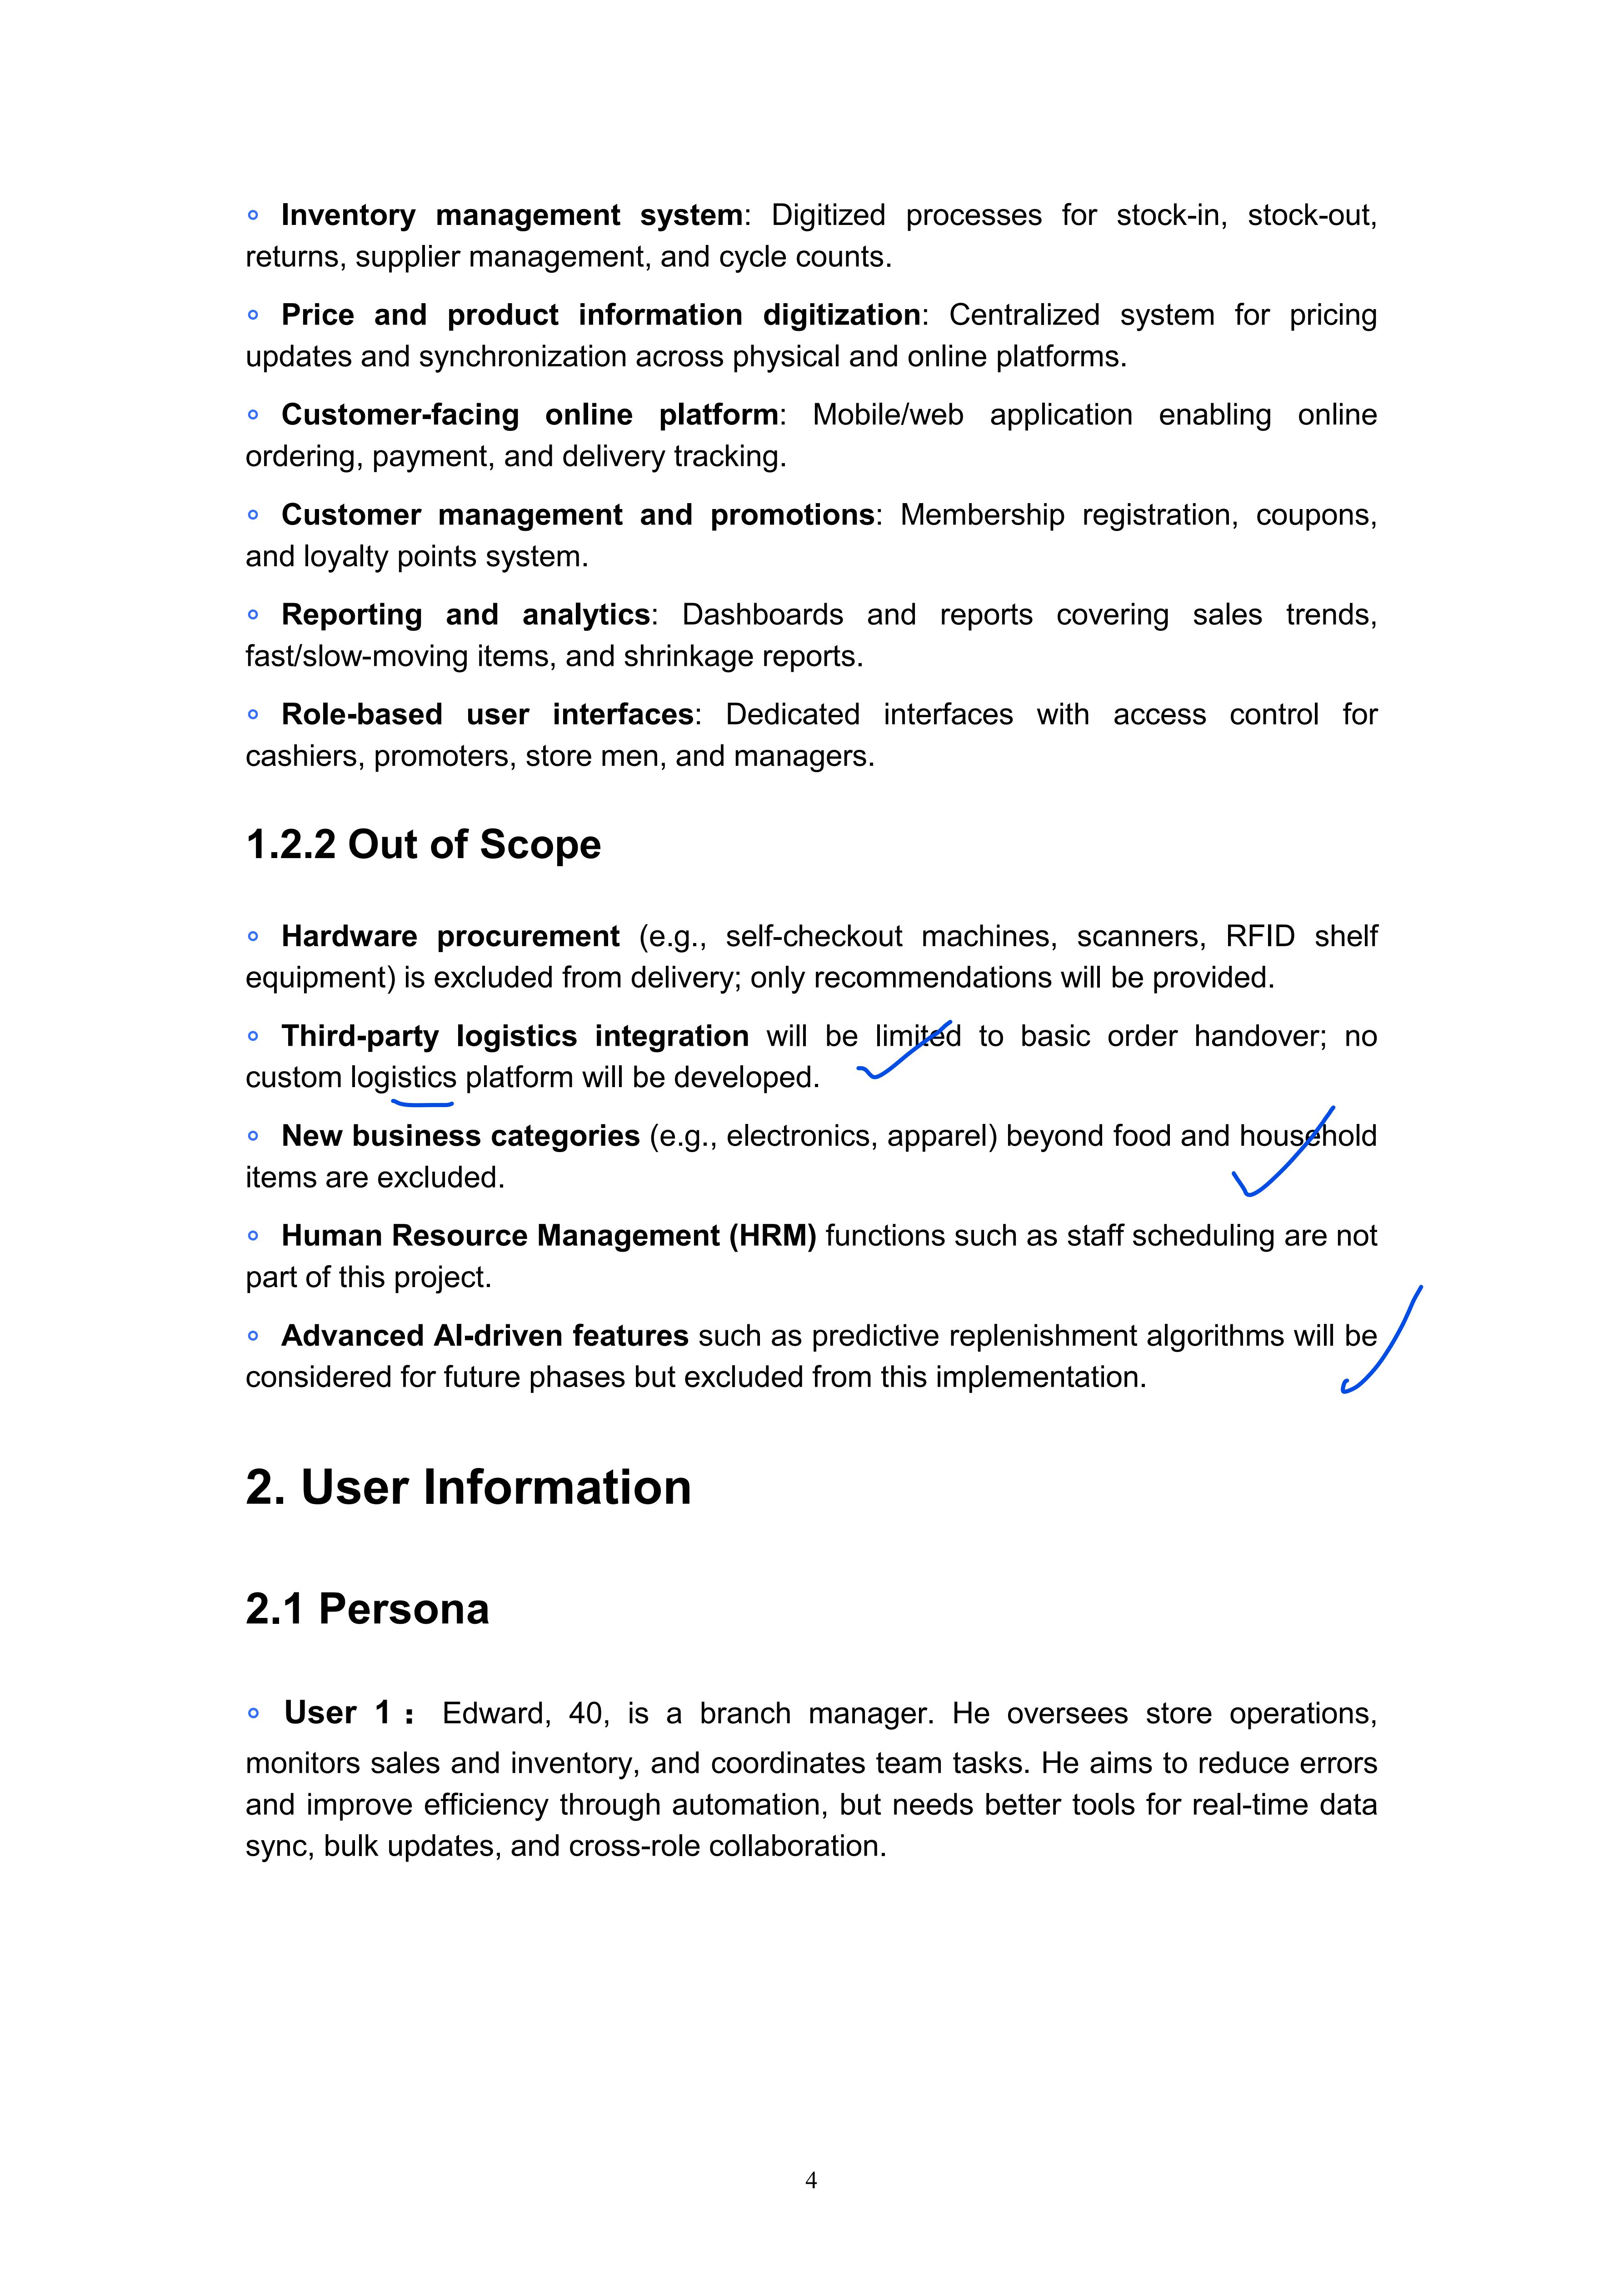 Inventory management system: Digitized processes for stock-in, stock-out,
returns, supplier management, and cycle counts.
Price and product information digitization: Centralized system for pricing
updates and synchronization across physical and online platforms.
Customer-facing online platform: Mobile/web application enabling online
ordering, payment, and delivery tracking.
Customer management and promotions: Membership registration, coupons,
and loyalty points system.
Reporting and analytics: Dashboards and reports covering sales trends,
fast/slow-moving items, and shrinkage reports.
Role-based user interfaces: Dedicated interfaces with access control for
cashiers, promoters, store men, and managers.
1.2.2 Out of Scope
Hardware procurement (e.g., self-checkout machines, scanners, RFID shelf
equipment) is excluded from delivery; only recommendations will be provided.
Third-party logistics integration will be limited to basic order handover; no
custom logistics platform will be developed.
New business categories (e.g., electronics, apparel) beyond food and household
items are excluded.
Human Resource Management (HRM) functions such as staff scheduling are not
part of this project.
Advanced AI-driven features such as predictive replenishment algorithms will be
considered for future phases but excluded from this implementation.
2. User Information
2.1 Persona
User 1： Edward, 40, is a branch manager. He oversees store operations,
monitors sales and inventory, and coordinates team tasks. He aims to reduce errors
and improve efficiency through automation, but needs better tools for real-time data
sync, bulk updates, and cross-role collaboration.
4